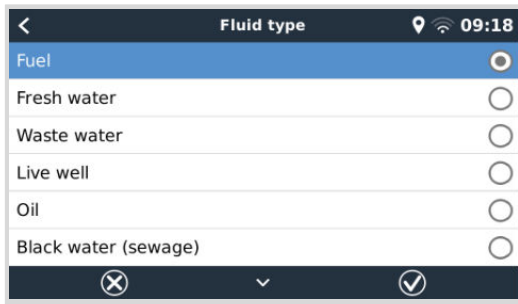 Fluid type 09:18
Fuel
Fresh water
Waste water
Live well
Oil
Black water (sewage)